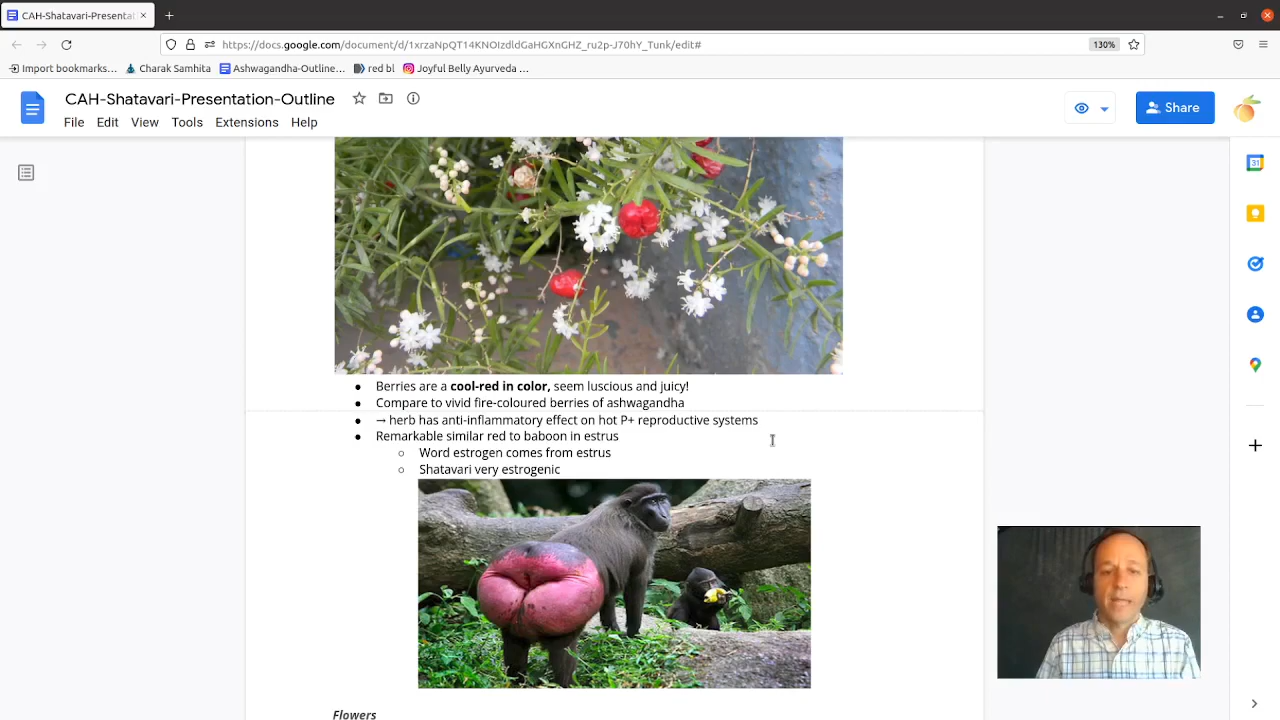 CAH-Shatavari-Presentat
https://docs.google.com/document/d/1xrzaNpQT14KNOIzdldGaHGXnGHZ_ru2p-J70hY_Tunk/edit#
130%
Import bookmarks...
Charak Samhita
Ashwagandha-Outline...
red bl
Joyful Belly Ayurveda ...
CAH-Shatavari-Presentation-Outline
File Edit View Tools Extensions Help
Share
31
● Berries are a cool-red in color, seem luscious and juicy!
● Compare to vivid fire-coloured berries of ashwagandha
● → herb has anti-inflammatory effect on hot P+ reproductive systems
● Remarkable similar red to baboon in estrus
○ Word estrogen comes from estrus
○ Shatavari very estrogenic
Flowers